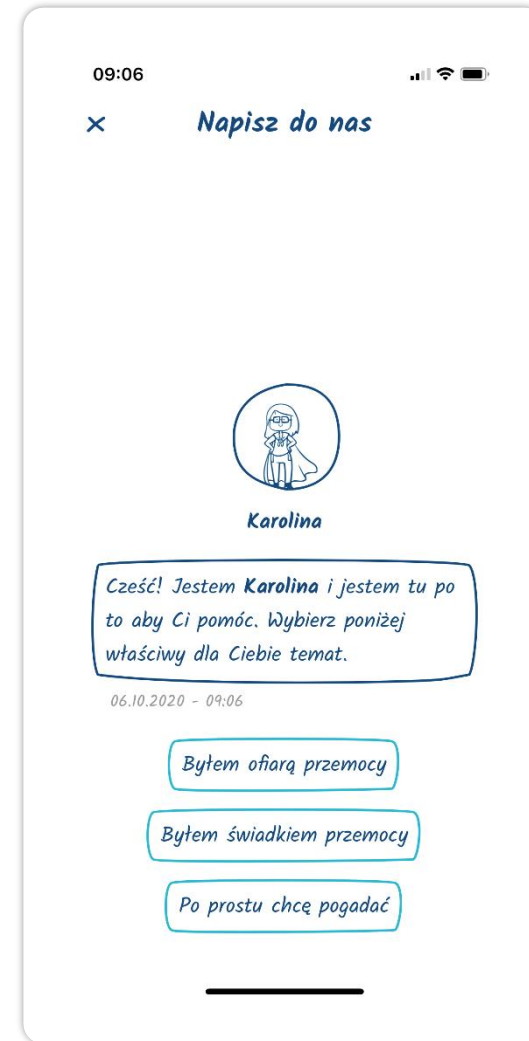 09:06
Napisz do nas
Karolina
Cześć! Jestem Karolina i jestem tu po
to aby Ci pomóc. Wybierz poniżej
właściwy dla Ciebie temat.
06.10.2020 - 09:06
Byłem ofiarą przemocy
Byłem świadkiem przemocy
Po prostu chcę pogadać